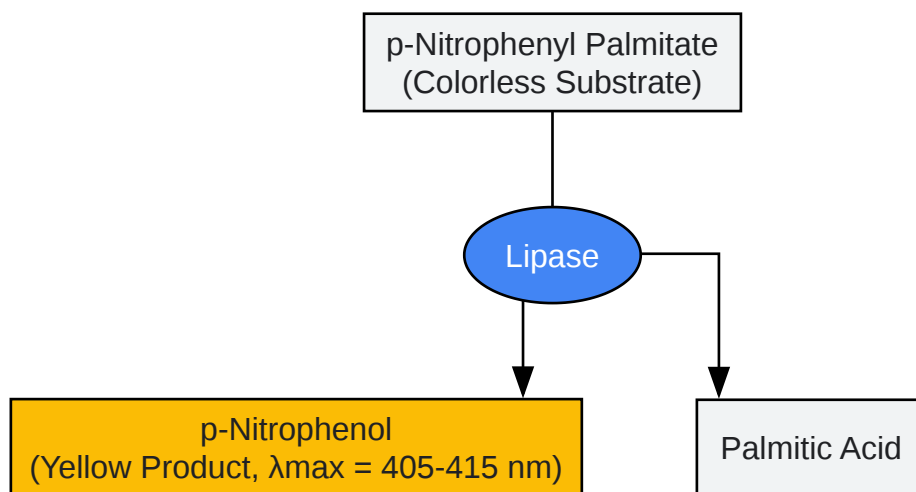 p-Nitrophenyl Palmitate
(Colorless Substrate)
Lipase
p-Nitrophenol
(Yellow Product, λmax = 405-415 nm)
Palmitic Acid